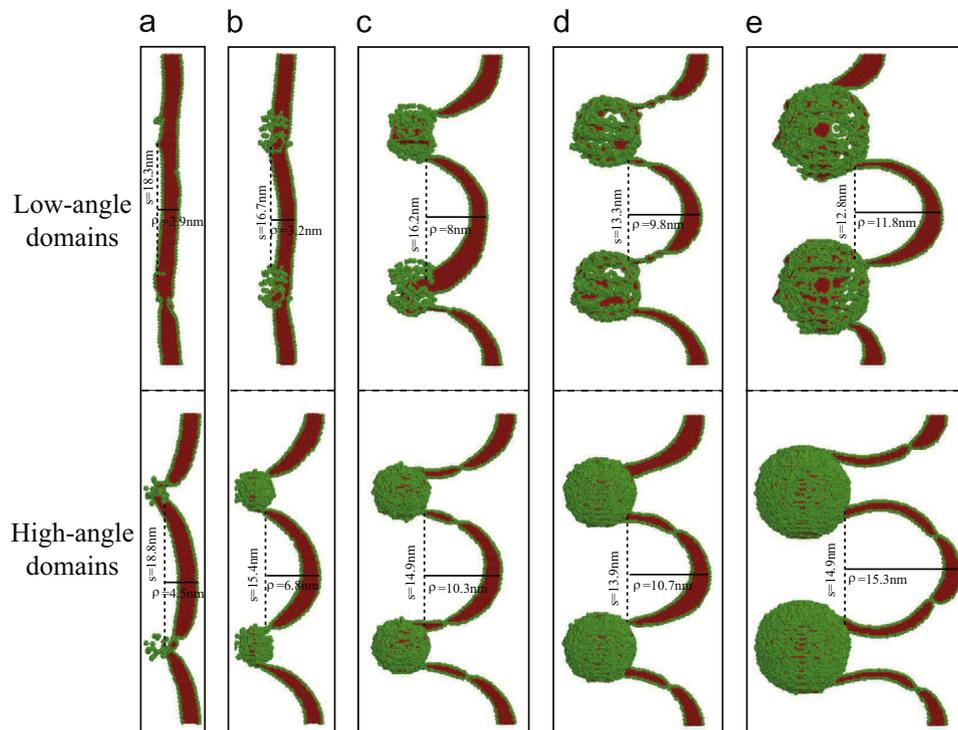 a b c d e
Low-angle
domains
s=18.3nm
ρ=2.9nm
s=16.7nm
ρ=3.2nm
s=16.2nm
ρ=8nm
s=13.3nm
ρ=9.8nm
s=12.8nm
ρ=11.8nm
High-angle
domains
s=18.8nm
ρ=4.5nm
s=15.4nm
ρ=6.8nm
s=14.9nm
ρ=10.3nm
s=13.9nm
ρ=10.7nm
s=14.9nm
ρ=15.3nm